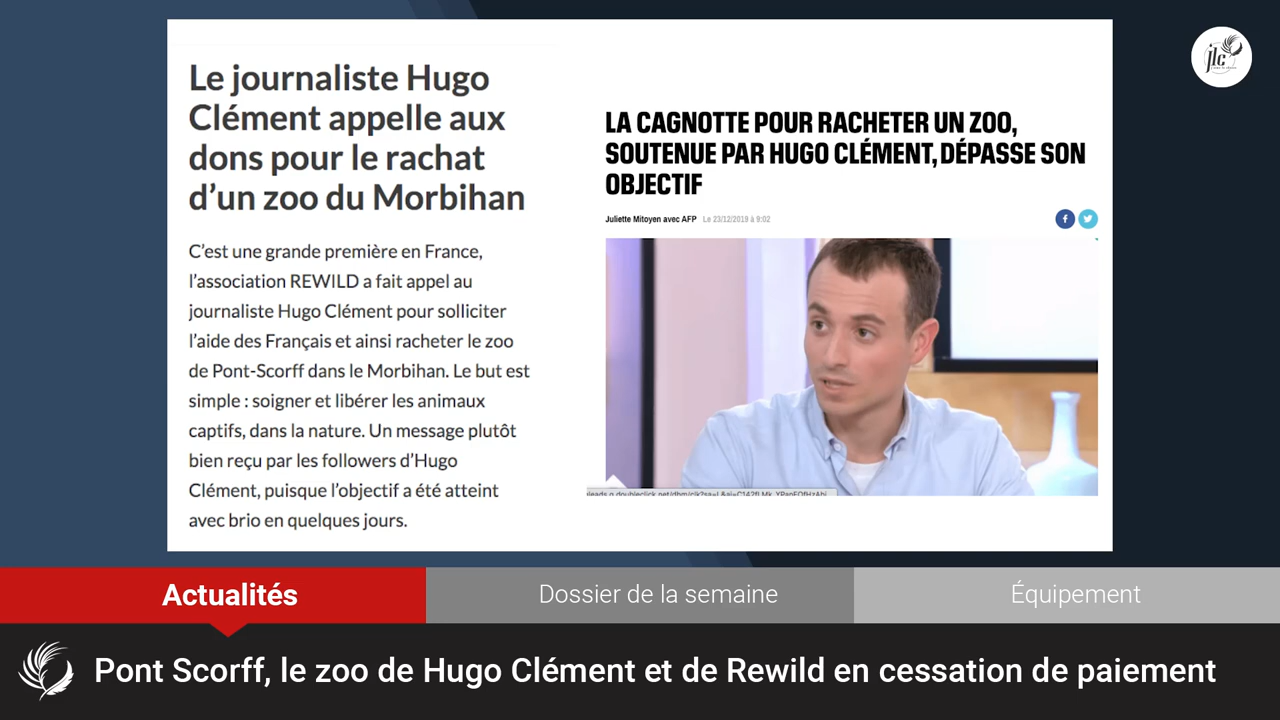 Le journaliste Hugo
Clément appelle aux
dons pour le rachat
d'un zoo du Morbihan
C'est une grande première en France,
l'association REWILD a fait appel au
journaliste Hugo Clément pour solliciter
l'aide des Français et ainsi racheter le zoo
de Pont-Scorff dans le Morbihan. Le but est
simple : soigner et libérer les animaux
captifs, dans la nature. Un message plutôt
bien reçu par les followers d'Hugo
Clément, puisque l'objectif a été atteint
avec brio en quelques jours.
LA CAGNOTTE POUR RACHETER UN ZOO,
SOUTENUE PAR HUGO CLÉMENT, DÉPASSE SON
OBJECTIF
Juliette Mitoyen avec AFP Le 23/12/2019 à 9:02
jlc
Actualités
Dossier de la semaine
Équipement
Pont Scorff, le zoo de Hugo Clément et de Rewild en cessation de paiement